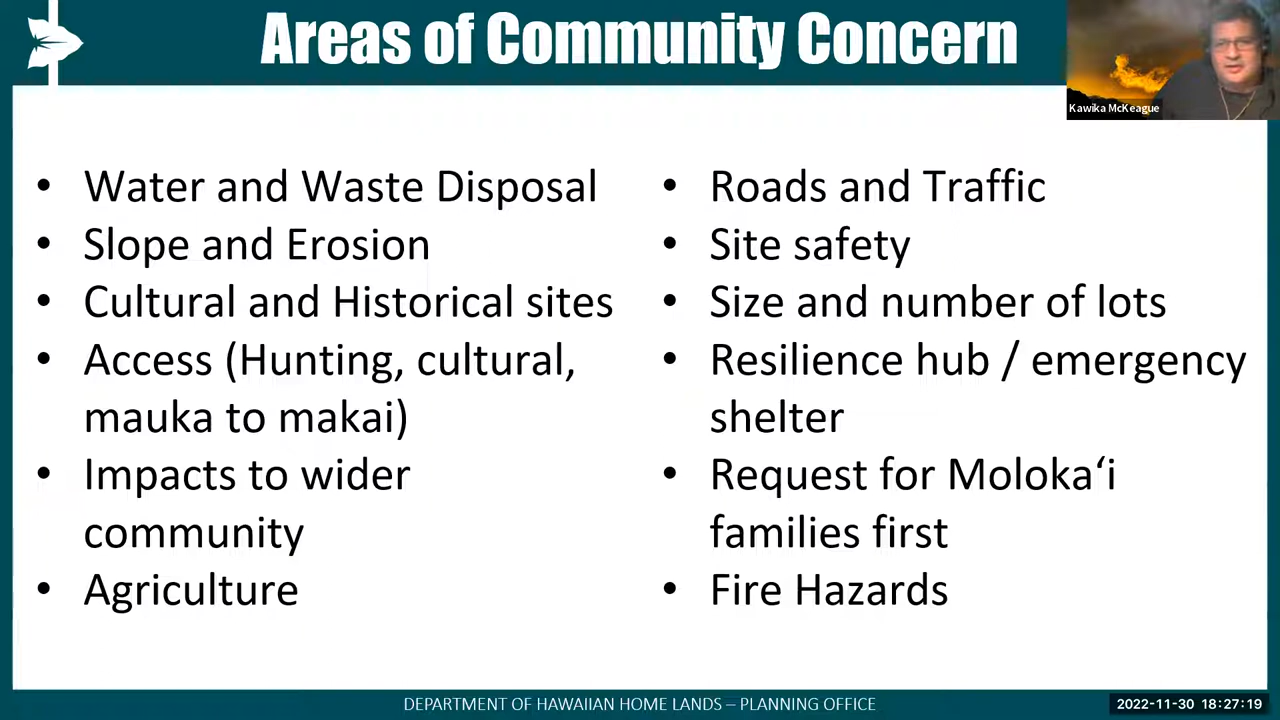 Areas of Community Concern
Kawika McKeague
• Water and Waste Disposal
• Slope and Erosion
• Cultural and Historical sites
• Access (Hunting, cultural,
mauka to makai)
• Impacts to wider
community
• Agriculture
• Roads and Traffic
• Site safety
• Size and number of lots
• Resilience hub / emergency
shelter
• Request for Moloka‘i
families first
• Fire Hazards
DEPARTMENT OF HAWAIIAN HOME LANDS – PLANNING OFFICE
2022-11-30 18:27:19